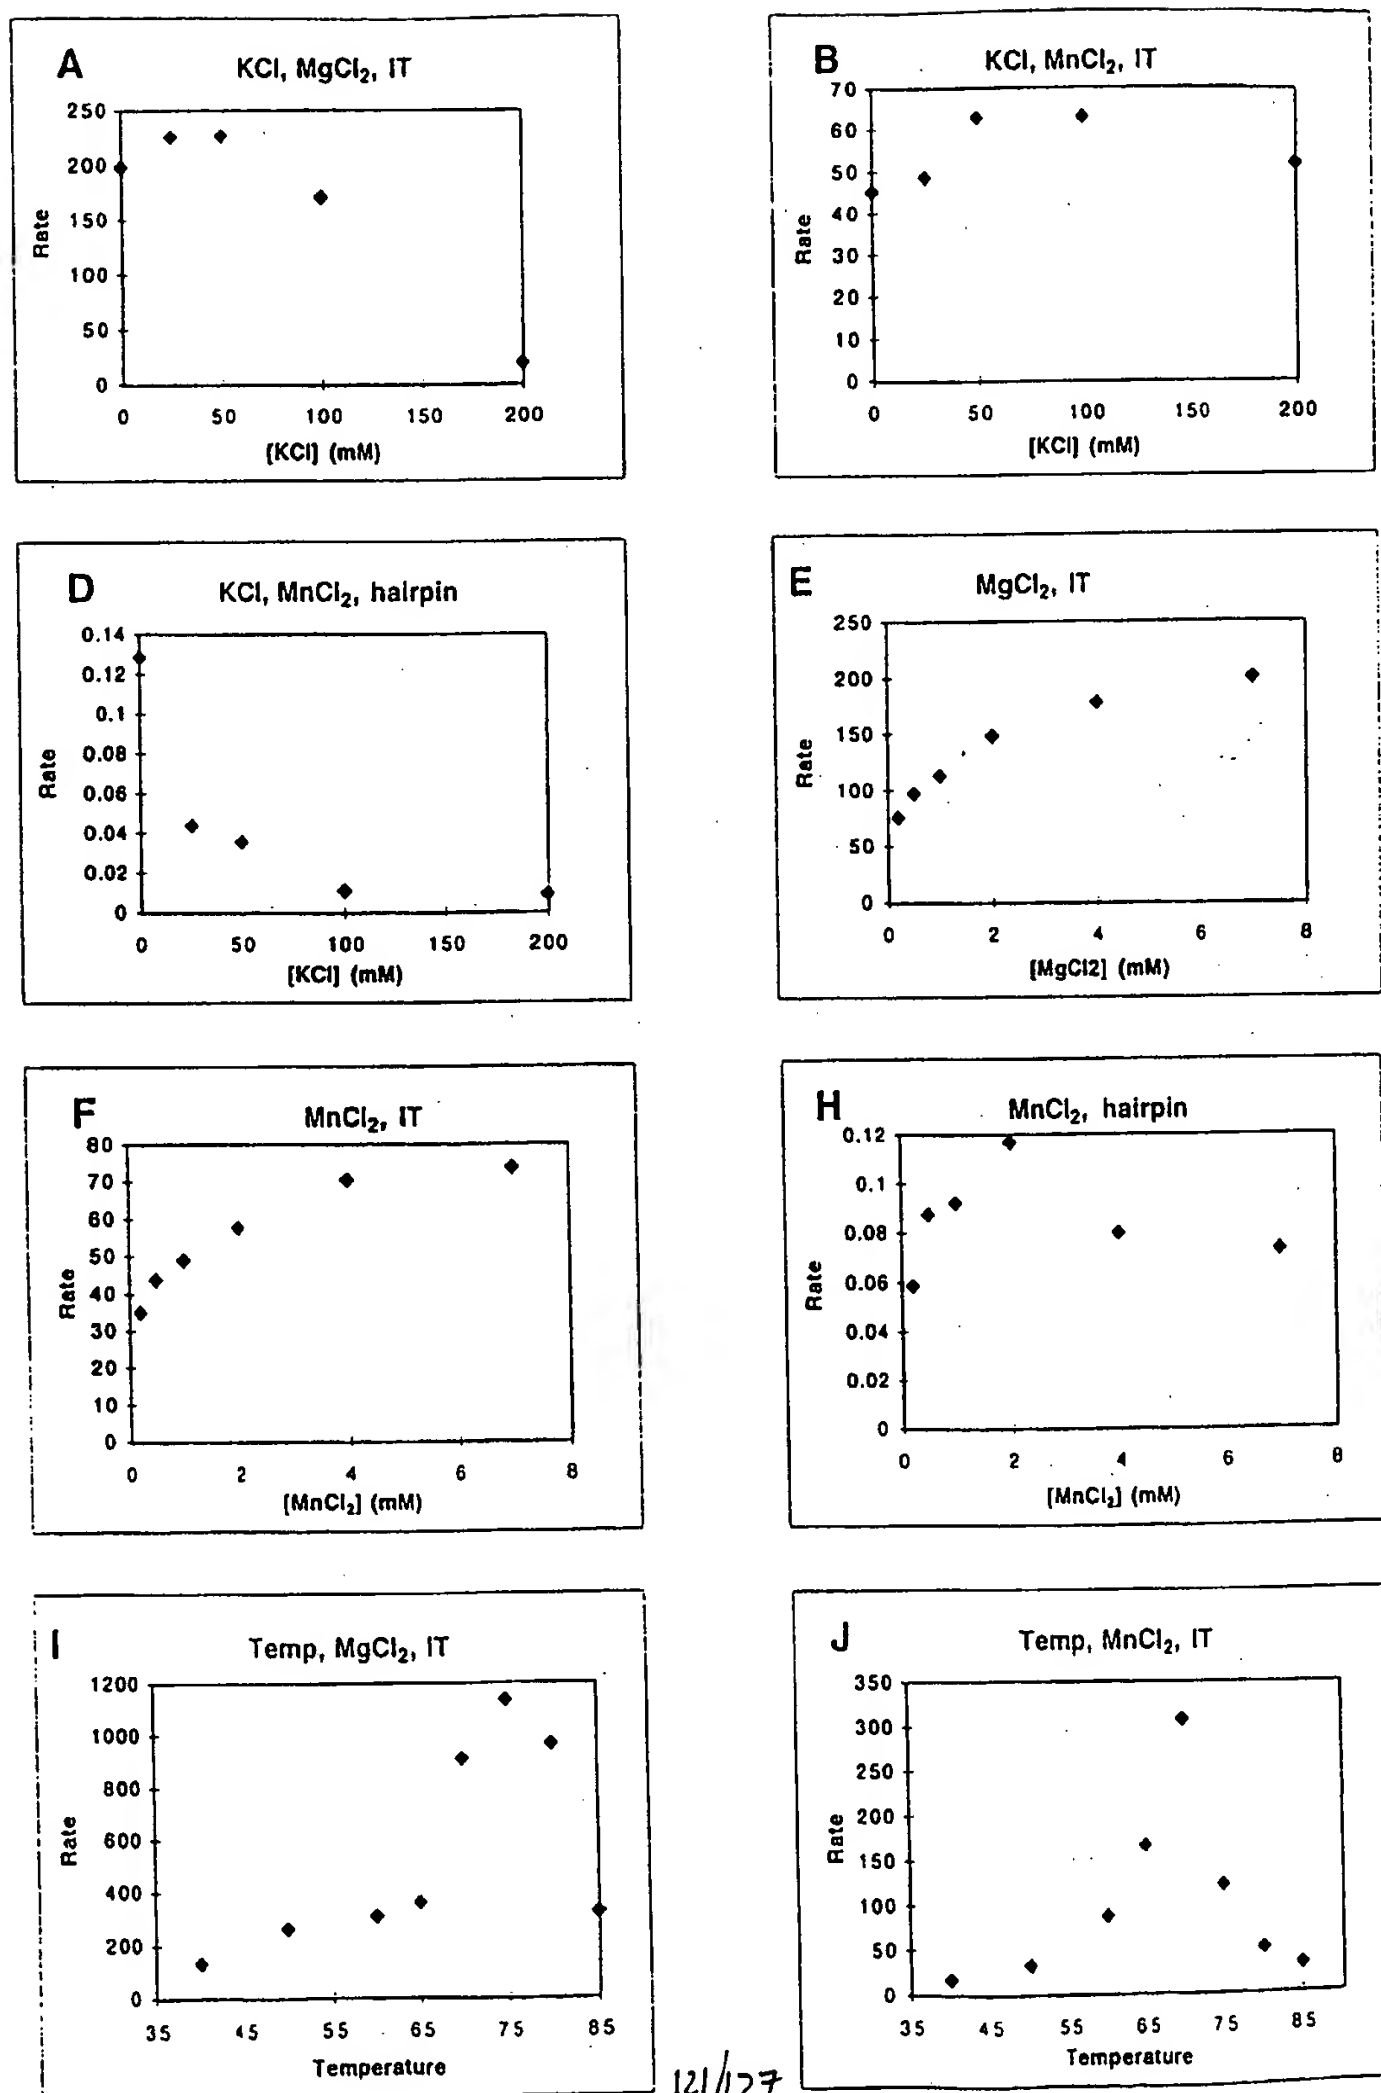 A
KCl, MgCl₂, IT
250
200
150
100
50
0
Rate
0 50 100 150 200
[KCl] (mM)
B
KCl, MnCl₂, IT
70
60
50
40
30
20
10
0
Rate
0 50 100 150 200
[KCl] (mM)
D
KCl, MnCl₂, hairpin
0.14
0.12
0.1
0.08
0.06
0.04
0.02
0
Rate
0 50 100 150 200
[KCl] (mM)
E
MgCl₂, IT
250
200
150
100
50
0
Rate
0 2 4 6 8
[MgCl2] (mM)
F
MnCl₂, IT
80
70
60
50
40
30
20
10
0
Rate
0 2 4 6 8
[MnCl₂] (mM)
H
MnCl₂, hairpin
0.12
0.1
0.08
0.06
0.04
0.02
0
Rate
0 2 4 6 8
[MnCl₂] (mM)
I
Temp, MgCl₂, IT
1200
1000
800
600
400
200
0
Rate
35 45 55 65 75 85
Temperature
J
Temp, MnCl₂, IT
350
300
250
200
150
100
50
0
Rate
35 45 55 65 75 85
Temperature
121/127